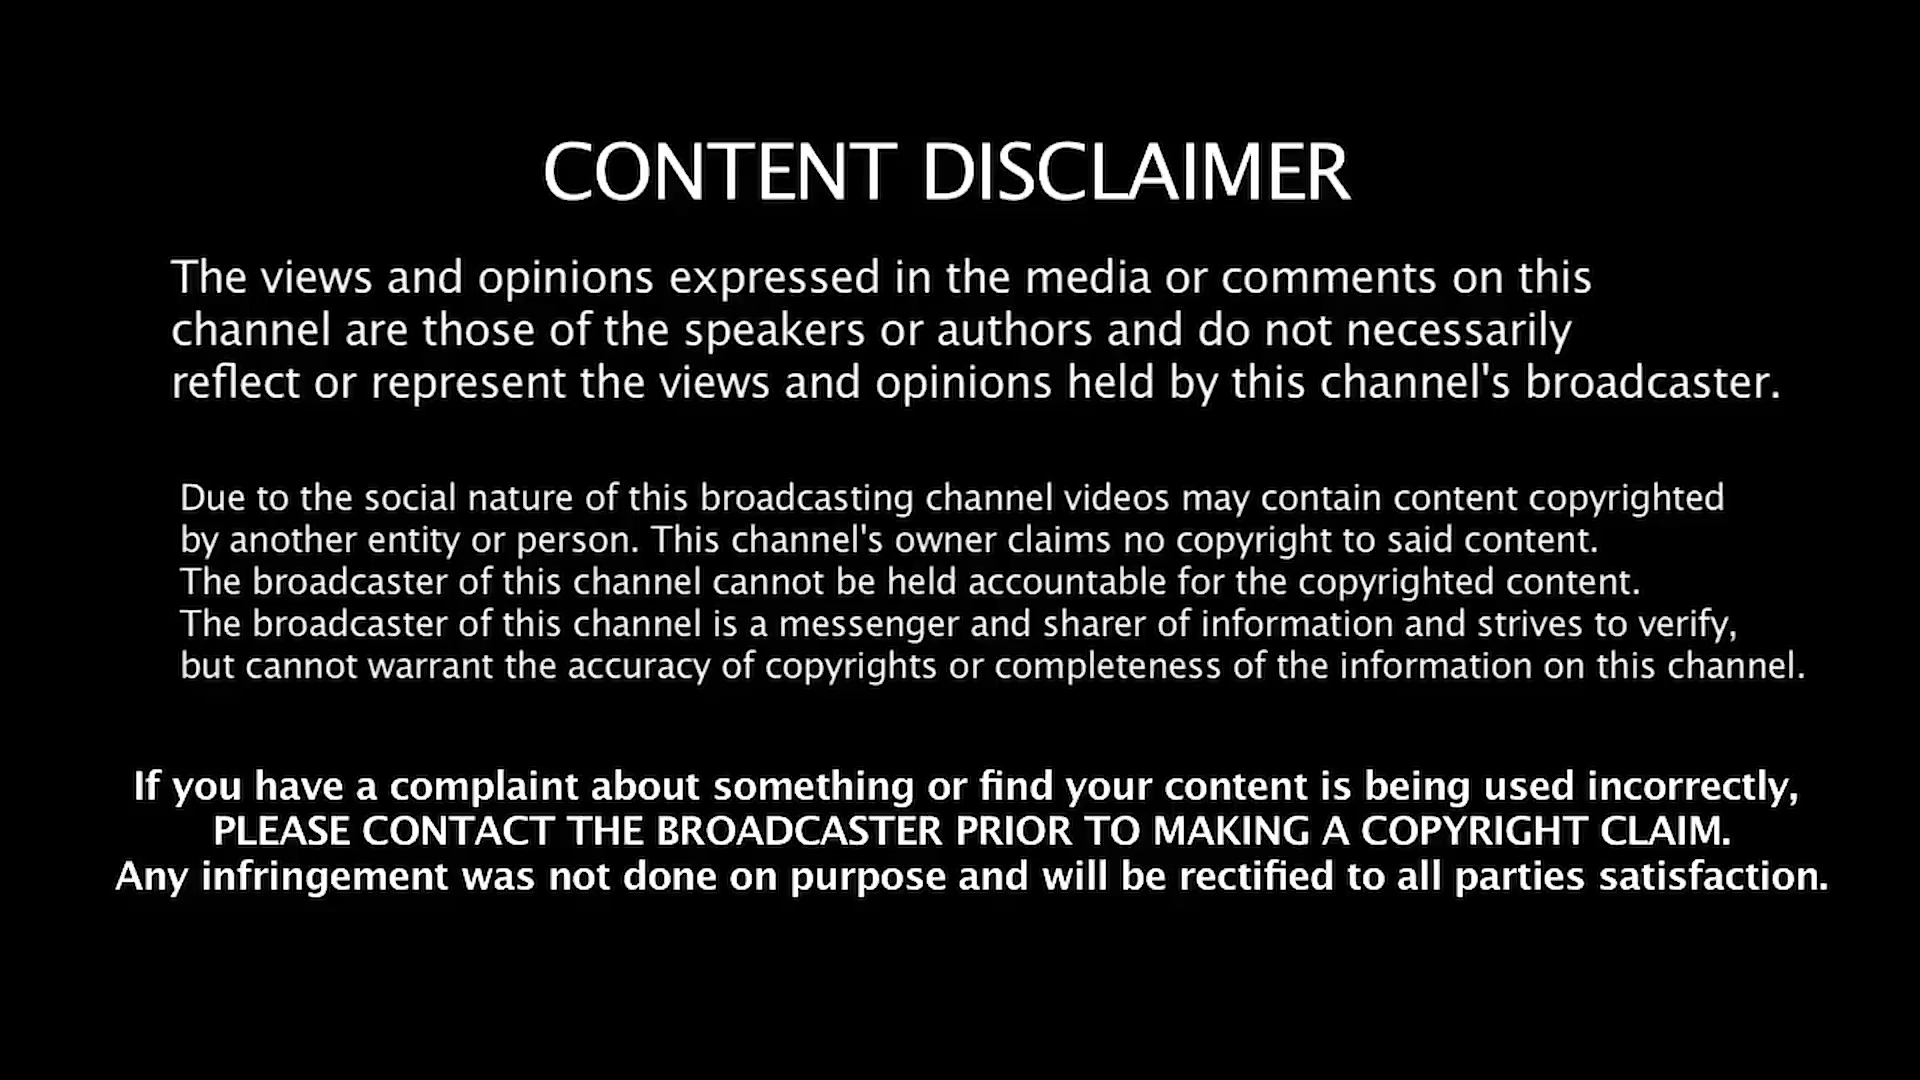 CONTENT DISCLAIMER
The views and opinions expressed in the media or comments on this
channel are those of the speakers or authors and do not necessarily
reflect or represent the views and opinions held by this channel's broadcaster.
Due to the social nature of this broadcasting channel videos may contain content copyrighted
by another entity or person. This channel's owner claims no copyright to said content.
The broadcaster of this channel cannot be held accountable for the copyrighted content.
The broadcaster of this channel is a messenger and sharer of information and strives to verify,
but cannot warrant the accuracy of copyrights or completeness of the information on this channel.
If you have a complaint about something or find your content is being used incorrectly,
PLEASE CONTACT THE BROADCASTER PRIOR TO MAKING A COPYRIGHT CLAIM.
Any infringement was not done on purpose and will be rectified to all parties satisfaction.